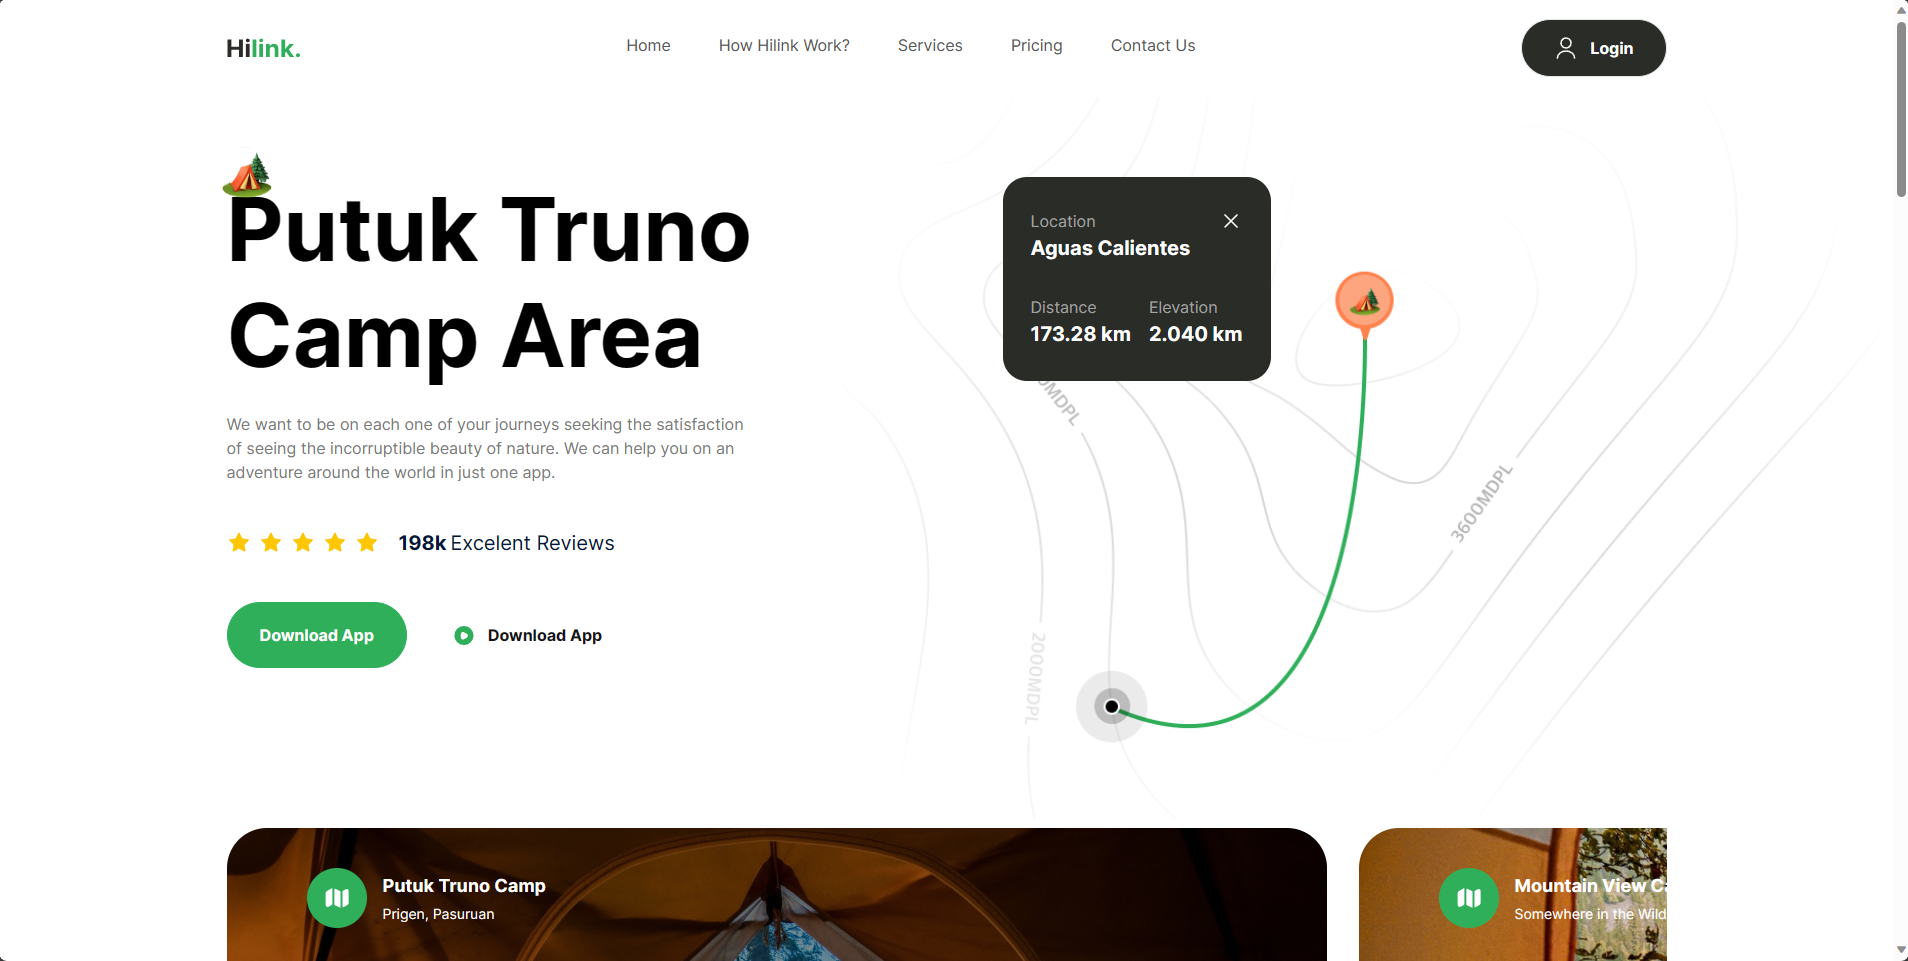 Hilink.
Home
How Hilink Work?
Services
Pricing
Contact Us
Login
Putuk Truno
Camp Area
We want to be on each one of your journeys seeking the satisfaction
of seeing the incorruptible beauty of nature. We can help you on an
adventure around the world in just one app.
198k Excelent Reviews
Download App
Download App
Location
Aguas Calientes
Distance
Elevation
173.28 km
2.040 km
0MDPL
3600MDPL
2000MDPL
Putuk Truno Camp
Prigen, Pasuruan
Mountain View Ca
Somewhere in the Wild